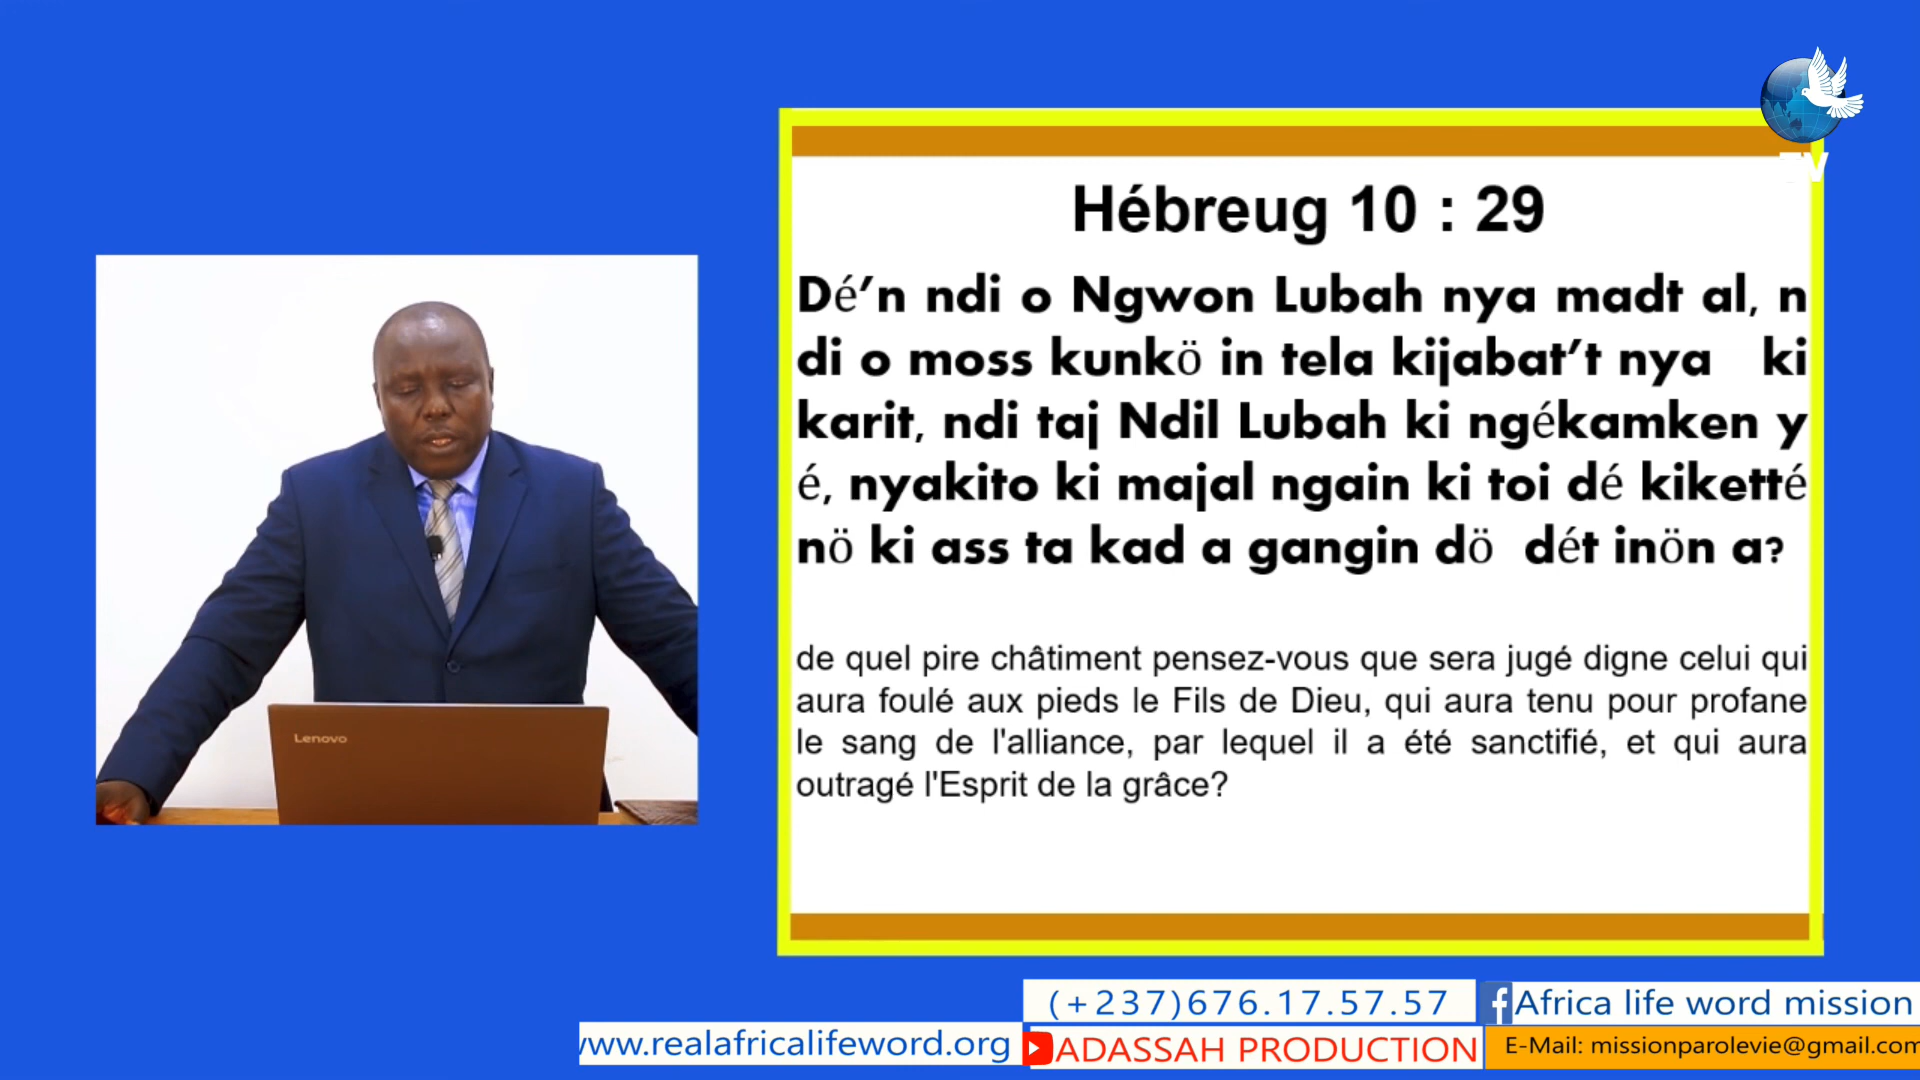 TV
Hébreug 10 : 29
Dé’n ndi o Ngwon Lubah nya madt al, n
di o moss kunkö in tela kijabat’t nya ki
karit, ndi taj Ndil Lubah ki ngékamken y
é, nyakito ki majal ngain ki toi dé kiketté
nö ki ass ta kad a gangin dö dét inön a?
de quel pire châtiment pensez-vous que sera jugé digne celui qui
aura foulé aux pieds le Fils de Dieu, qui aura tenu pour profane
le sang de l'alliance, par lequel il a été sanctifié, et qui aura
outragé l'Esprit de la grâce?
Lenovo
(+237)676.17.57.57
Africa life word mission
www.realafricalifeword.org
ADASSAH PRODUCTION
E-Mail: missionparolevie@gmail.com